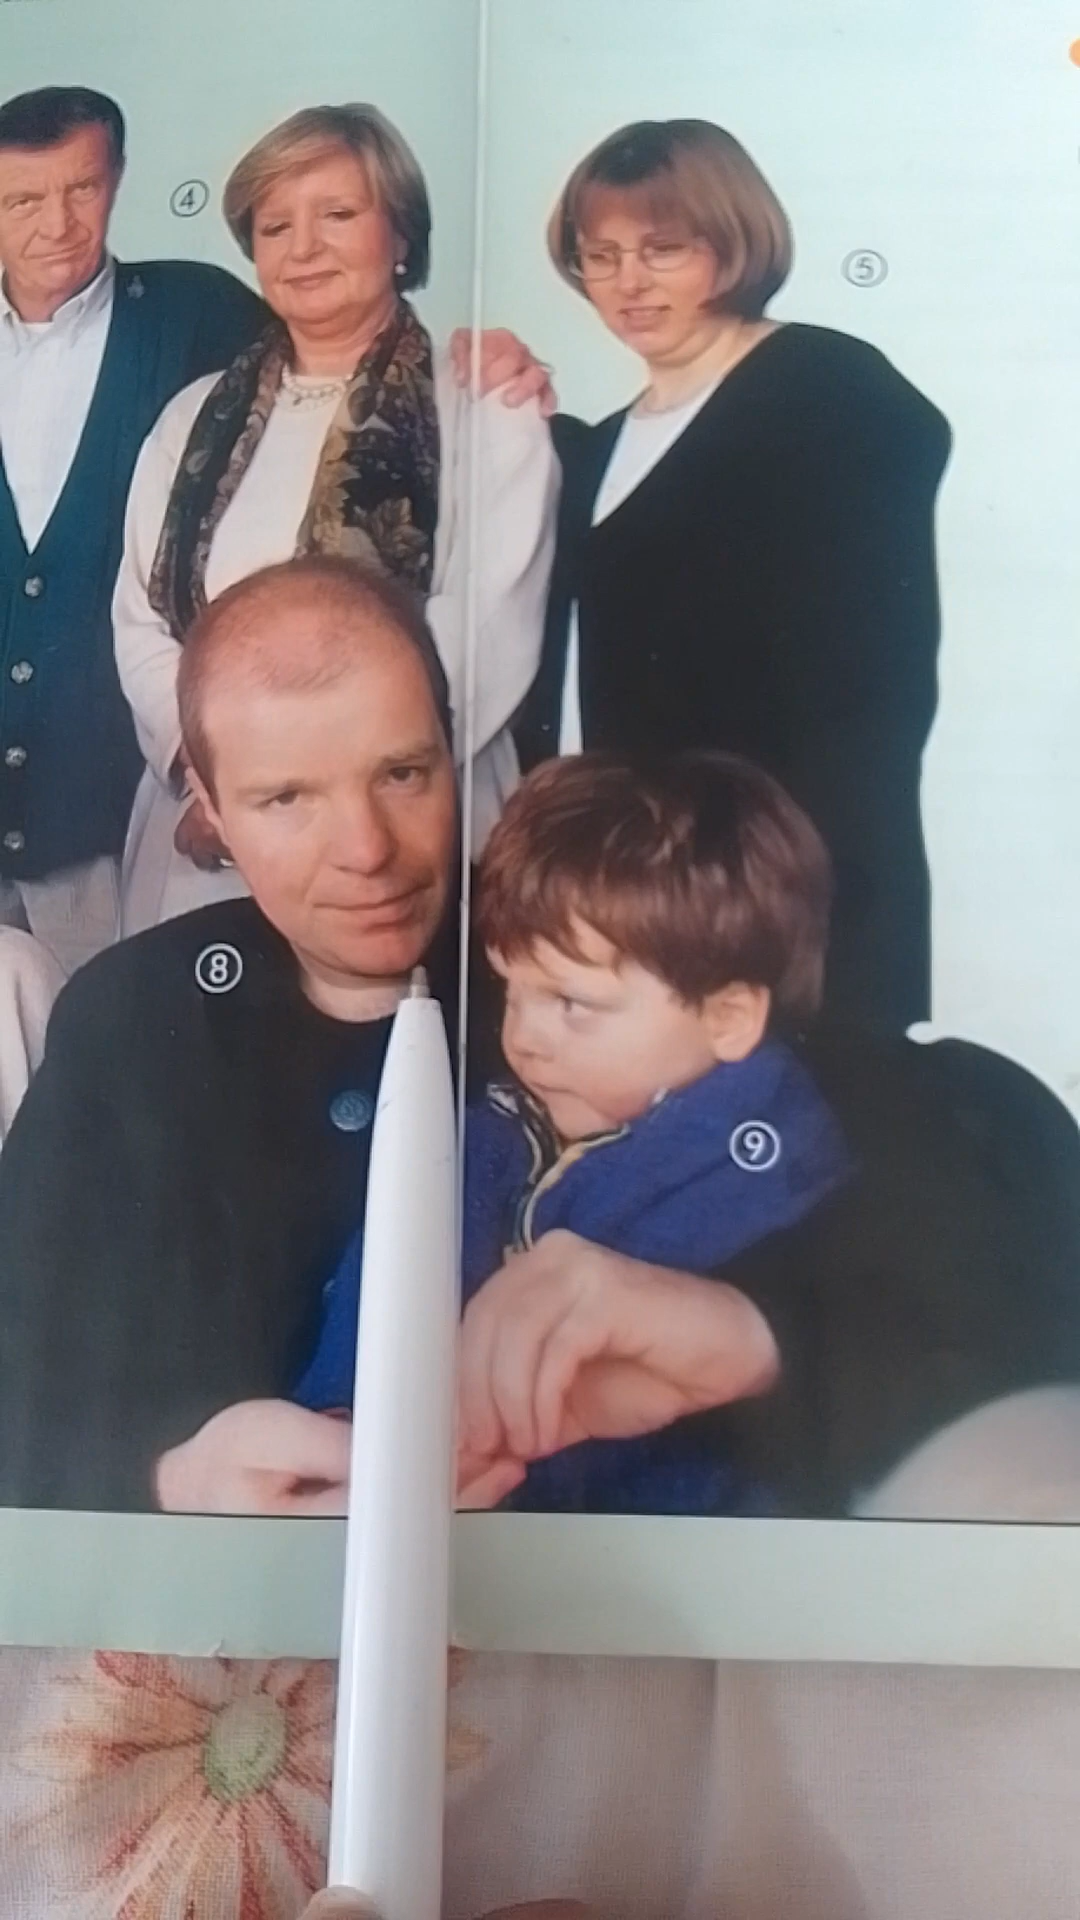 ④
⑤
⑧
⑨